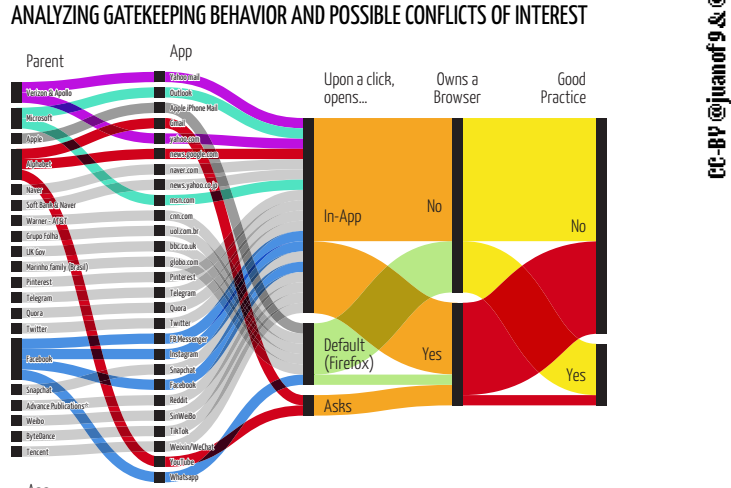 ANALYZING GATEKEEPING BEHAVIOR AND POSSIBLE CONFLICTS OF INTEREST
Parent
App
Upon a click,
opens...
Owns a
Browser
Good
Practice
Verizon & Apollo
Microsoft
Apple
Alphabet
Naver
Soft Bank & Naver
Warner - AT&T
Grupo Folha
UK Gov
Marinho family (Brasil)
Pinterest
Telegram
Quora
Twitter
Facebook
Snapchat
Advance Publications
Weibo
ByteDance
Tencent
Yahoo mail
Outlook
Apple iPhone Mail
Gmail
yahoo.com
news.google.com
naver.com
news.yahoo.co.jp
msn.com
cnn.com
uol.com.br
bbc.co.uk
globo.com
Pinterest
Telegram
Quora
Twitter
FB Messenger
Instagram
Snapchat
Facebook
Reddit
SinWeiBo
TikTok
Weixin/WeChat
YouTube
Whatsapp
In-App
Default
(Firefox)
Asks
No
Yes
No
Yes
CC-BY @juanof9 &